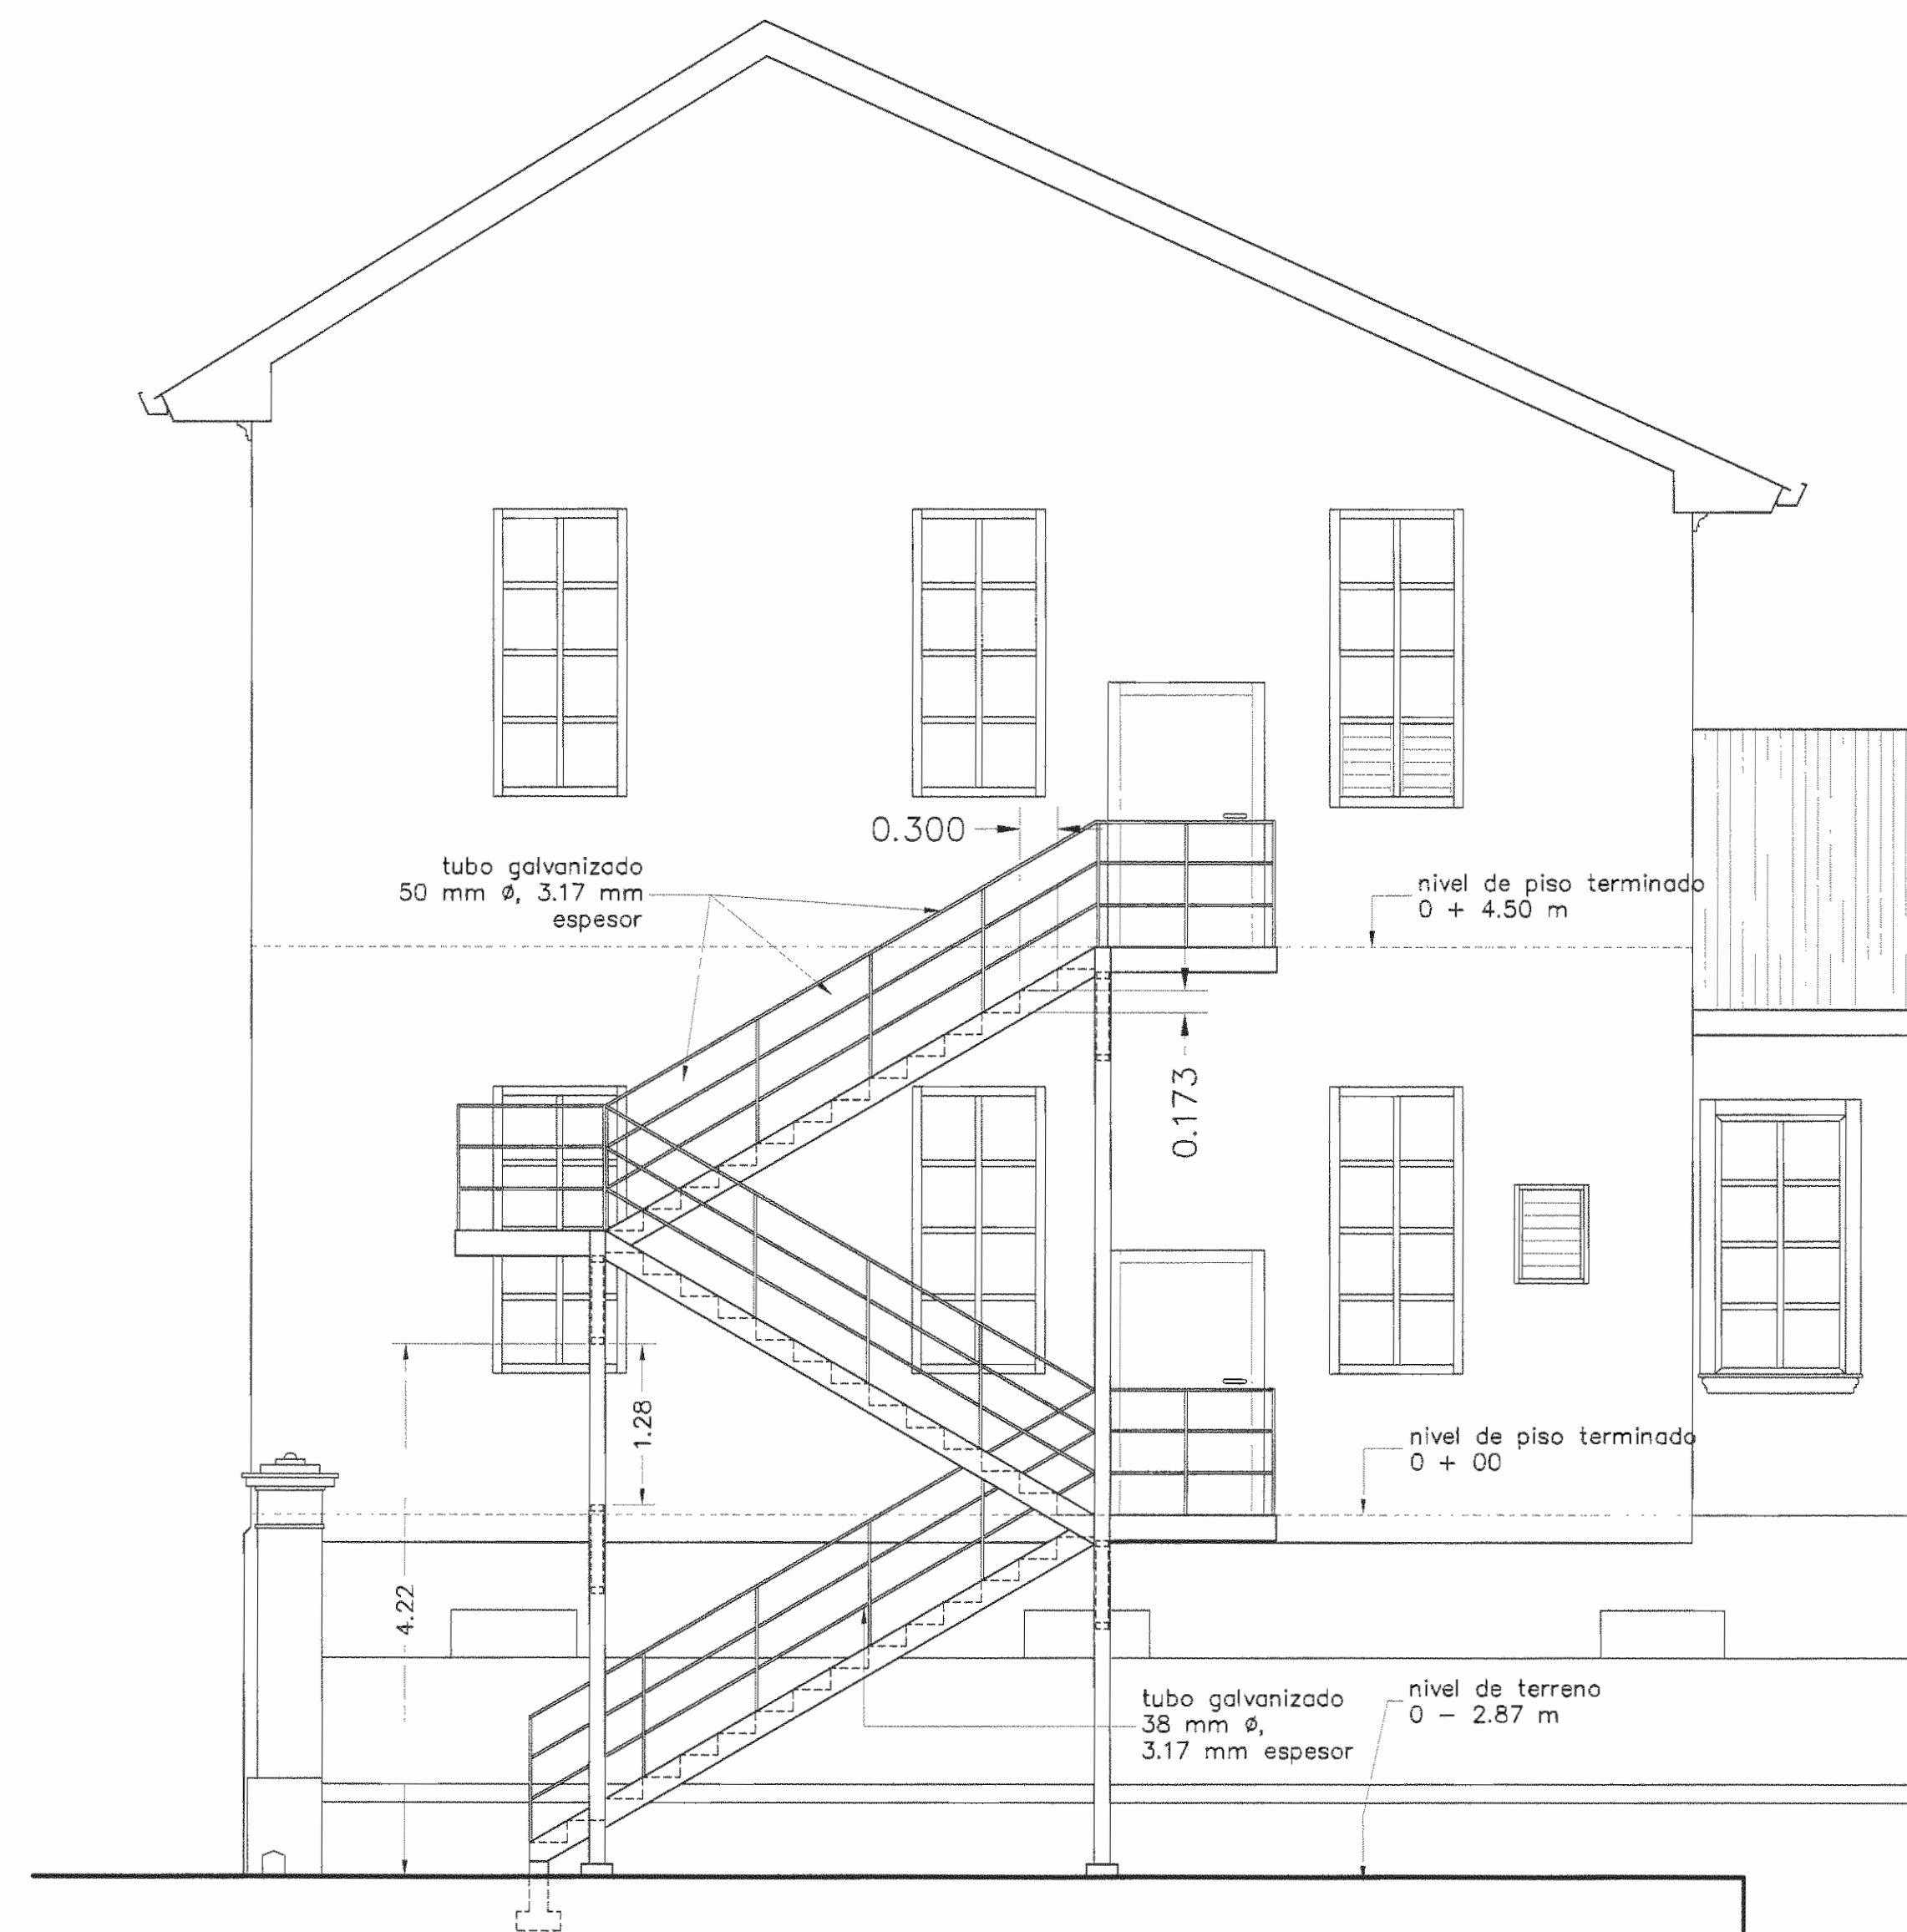 0.300
tubo galvanizado
50 mm ø, 3.17 mm
espesor
nivel de piso terminado
0 + 4.50 m
0.173
1.28
nivel de piso terminado
0 + 00
4.22
tubo galvanizado
38 mm ø,
3.17 mm espesor
nivel de terreno
0 - 2.87 m